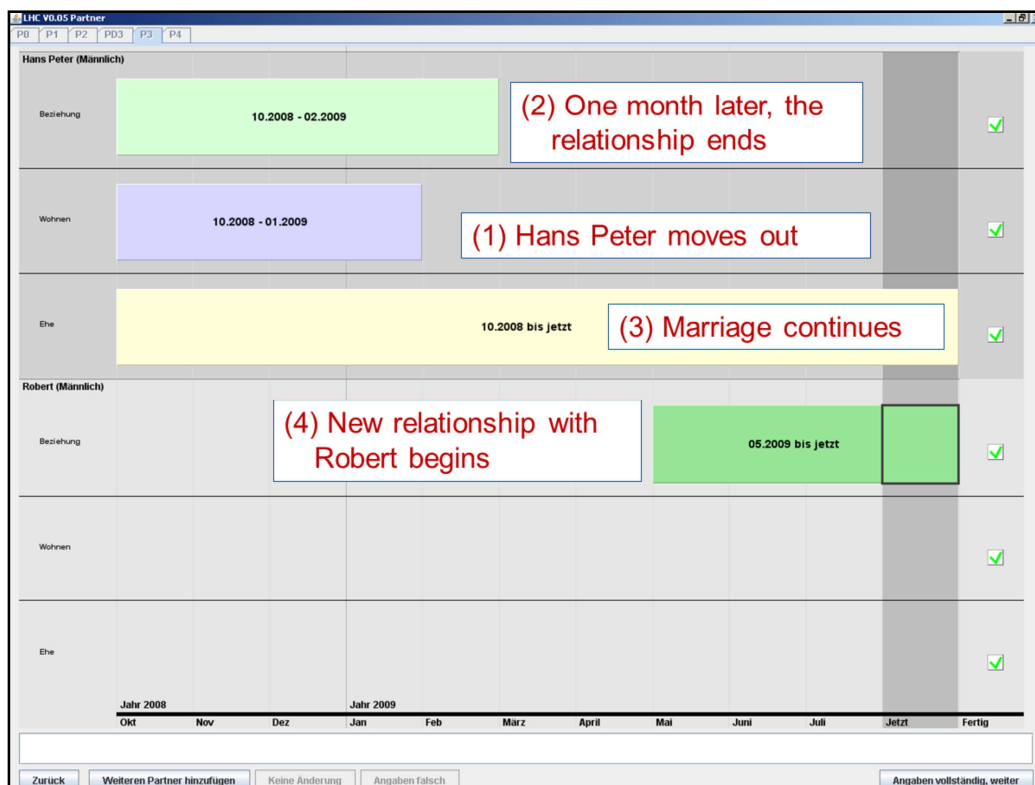 LHC V0.05 Partner
P0 P1 P2 PD3 P3 P4
Hans Peter (Männlich)
Beziehung
10.2008 - 02.2009
(2) One month later, the
relationship ends
Wohnen
10.2008 - 01.2009
(1) Hans Peter moves out
Ehe
10.2008 bis jetzt
(3) Marriage continues
Robert (Männlich)
Beziehung
(4) New relationship with
Robert begins
05.2009 bis jetzt
Wohnen
Ehe
Jahr 2008 Jahr 2009
Okt Nov Dez Jan Feb März April Mai Juni Juli Jetzt Fertig
Zurück Weiteren Partner hinzufügen Keine Änderung Angaben falsch Angaben vollständig, weiter